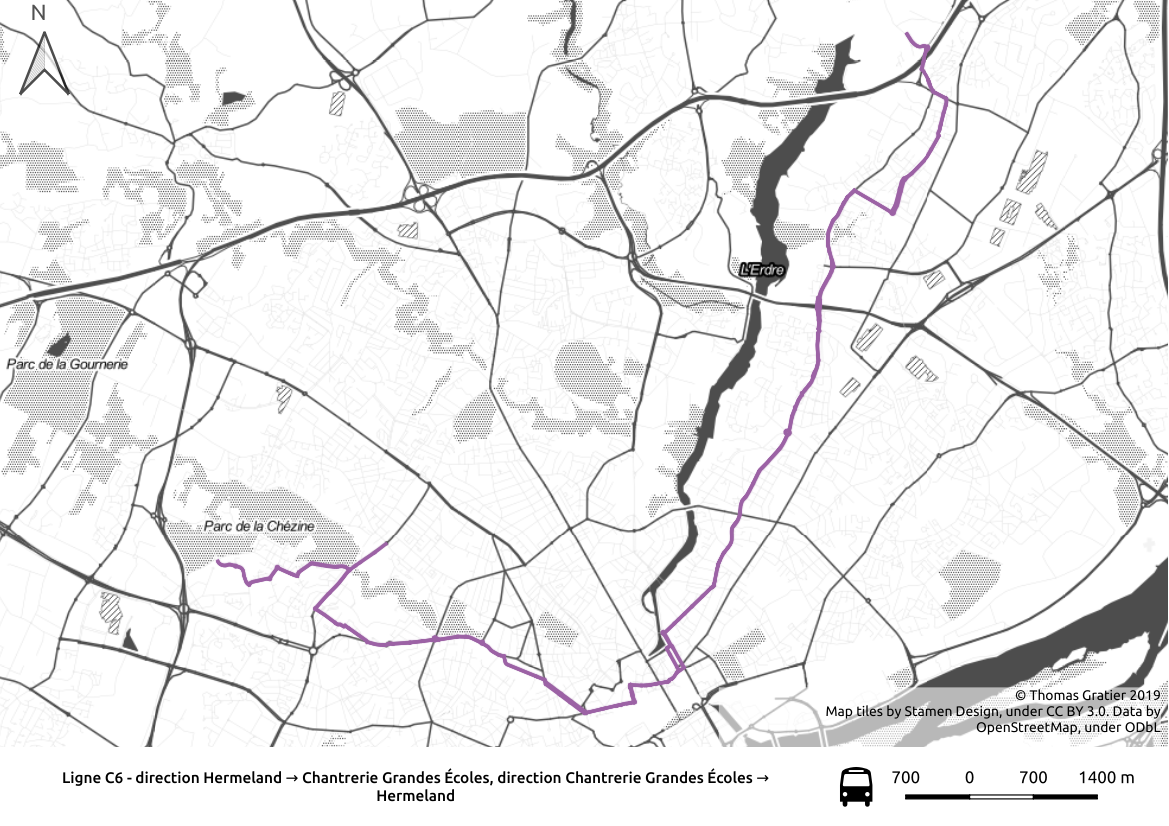 N
L'Erdre
Parc de la Gournerie
Parc de la Chézine
© Thomas Gratier 2019
Map tiles by Stamen Design, under CC BY 3.0. Data by
OpenStreetMap, under ODbL
Ligne C6 - direction Hermeland → Chantrerie Grandes Écoles, direction Chantrerie Grandes Écoles →
Hermeland
700 0 700 1400 m